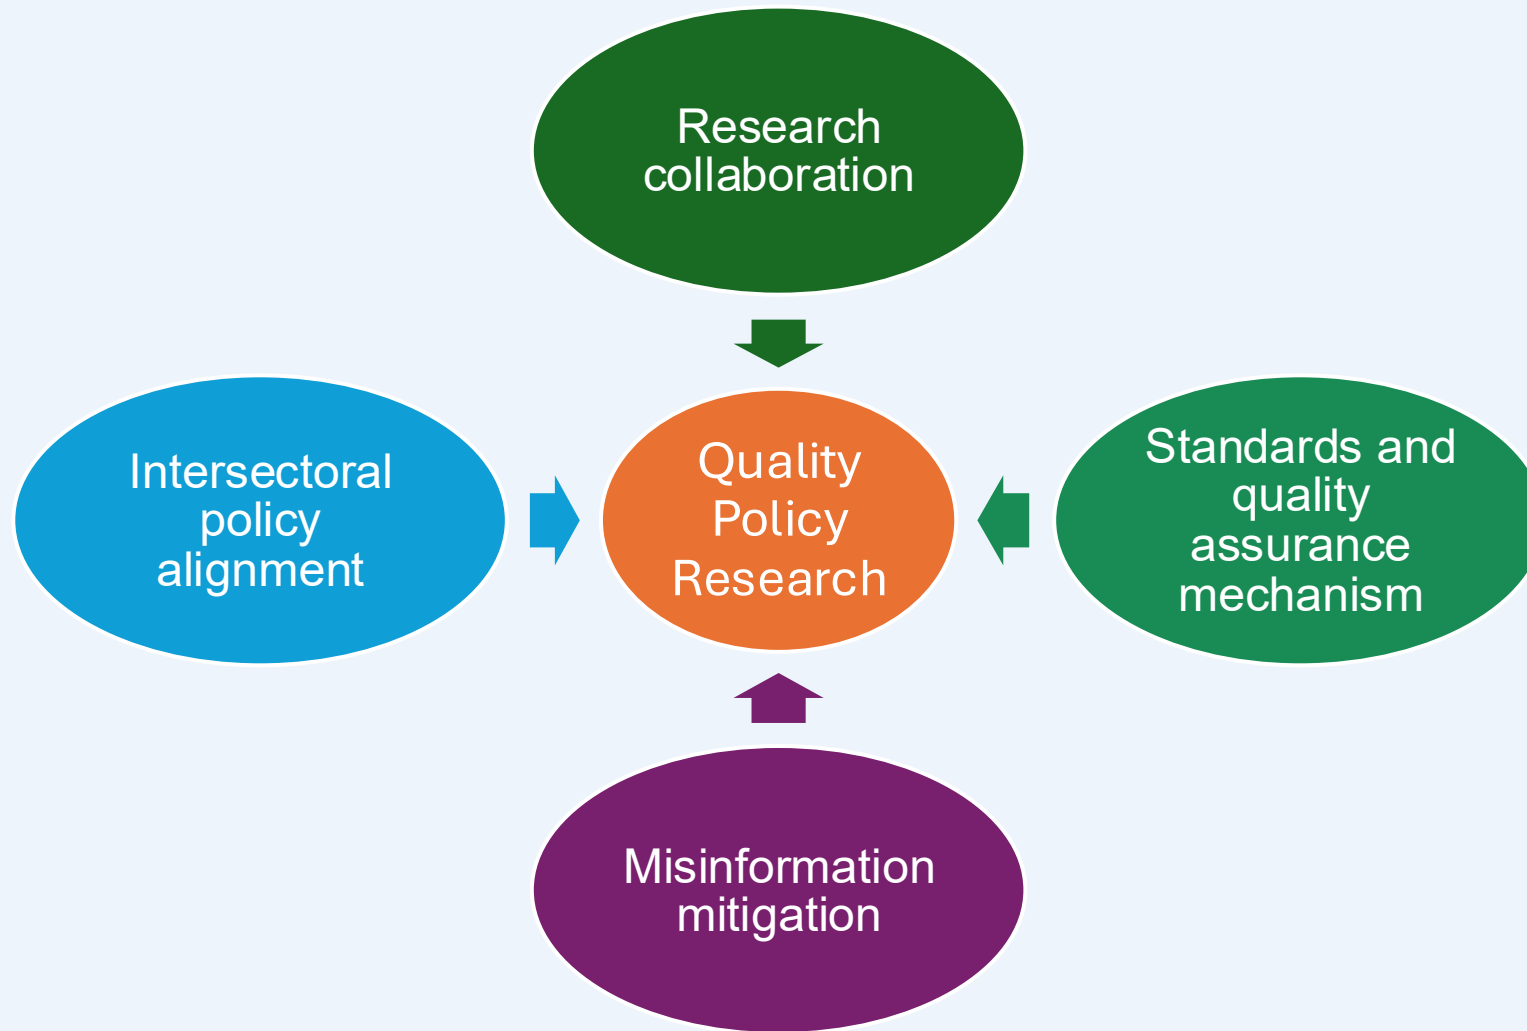 Research
collaboration
Intersectoral
policy
alignment
Quality
Policy
Research
Standards and
quality
assurance
mechanism
Misinformation
mitigation